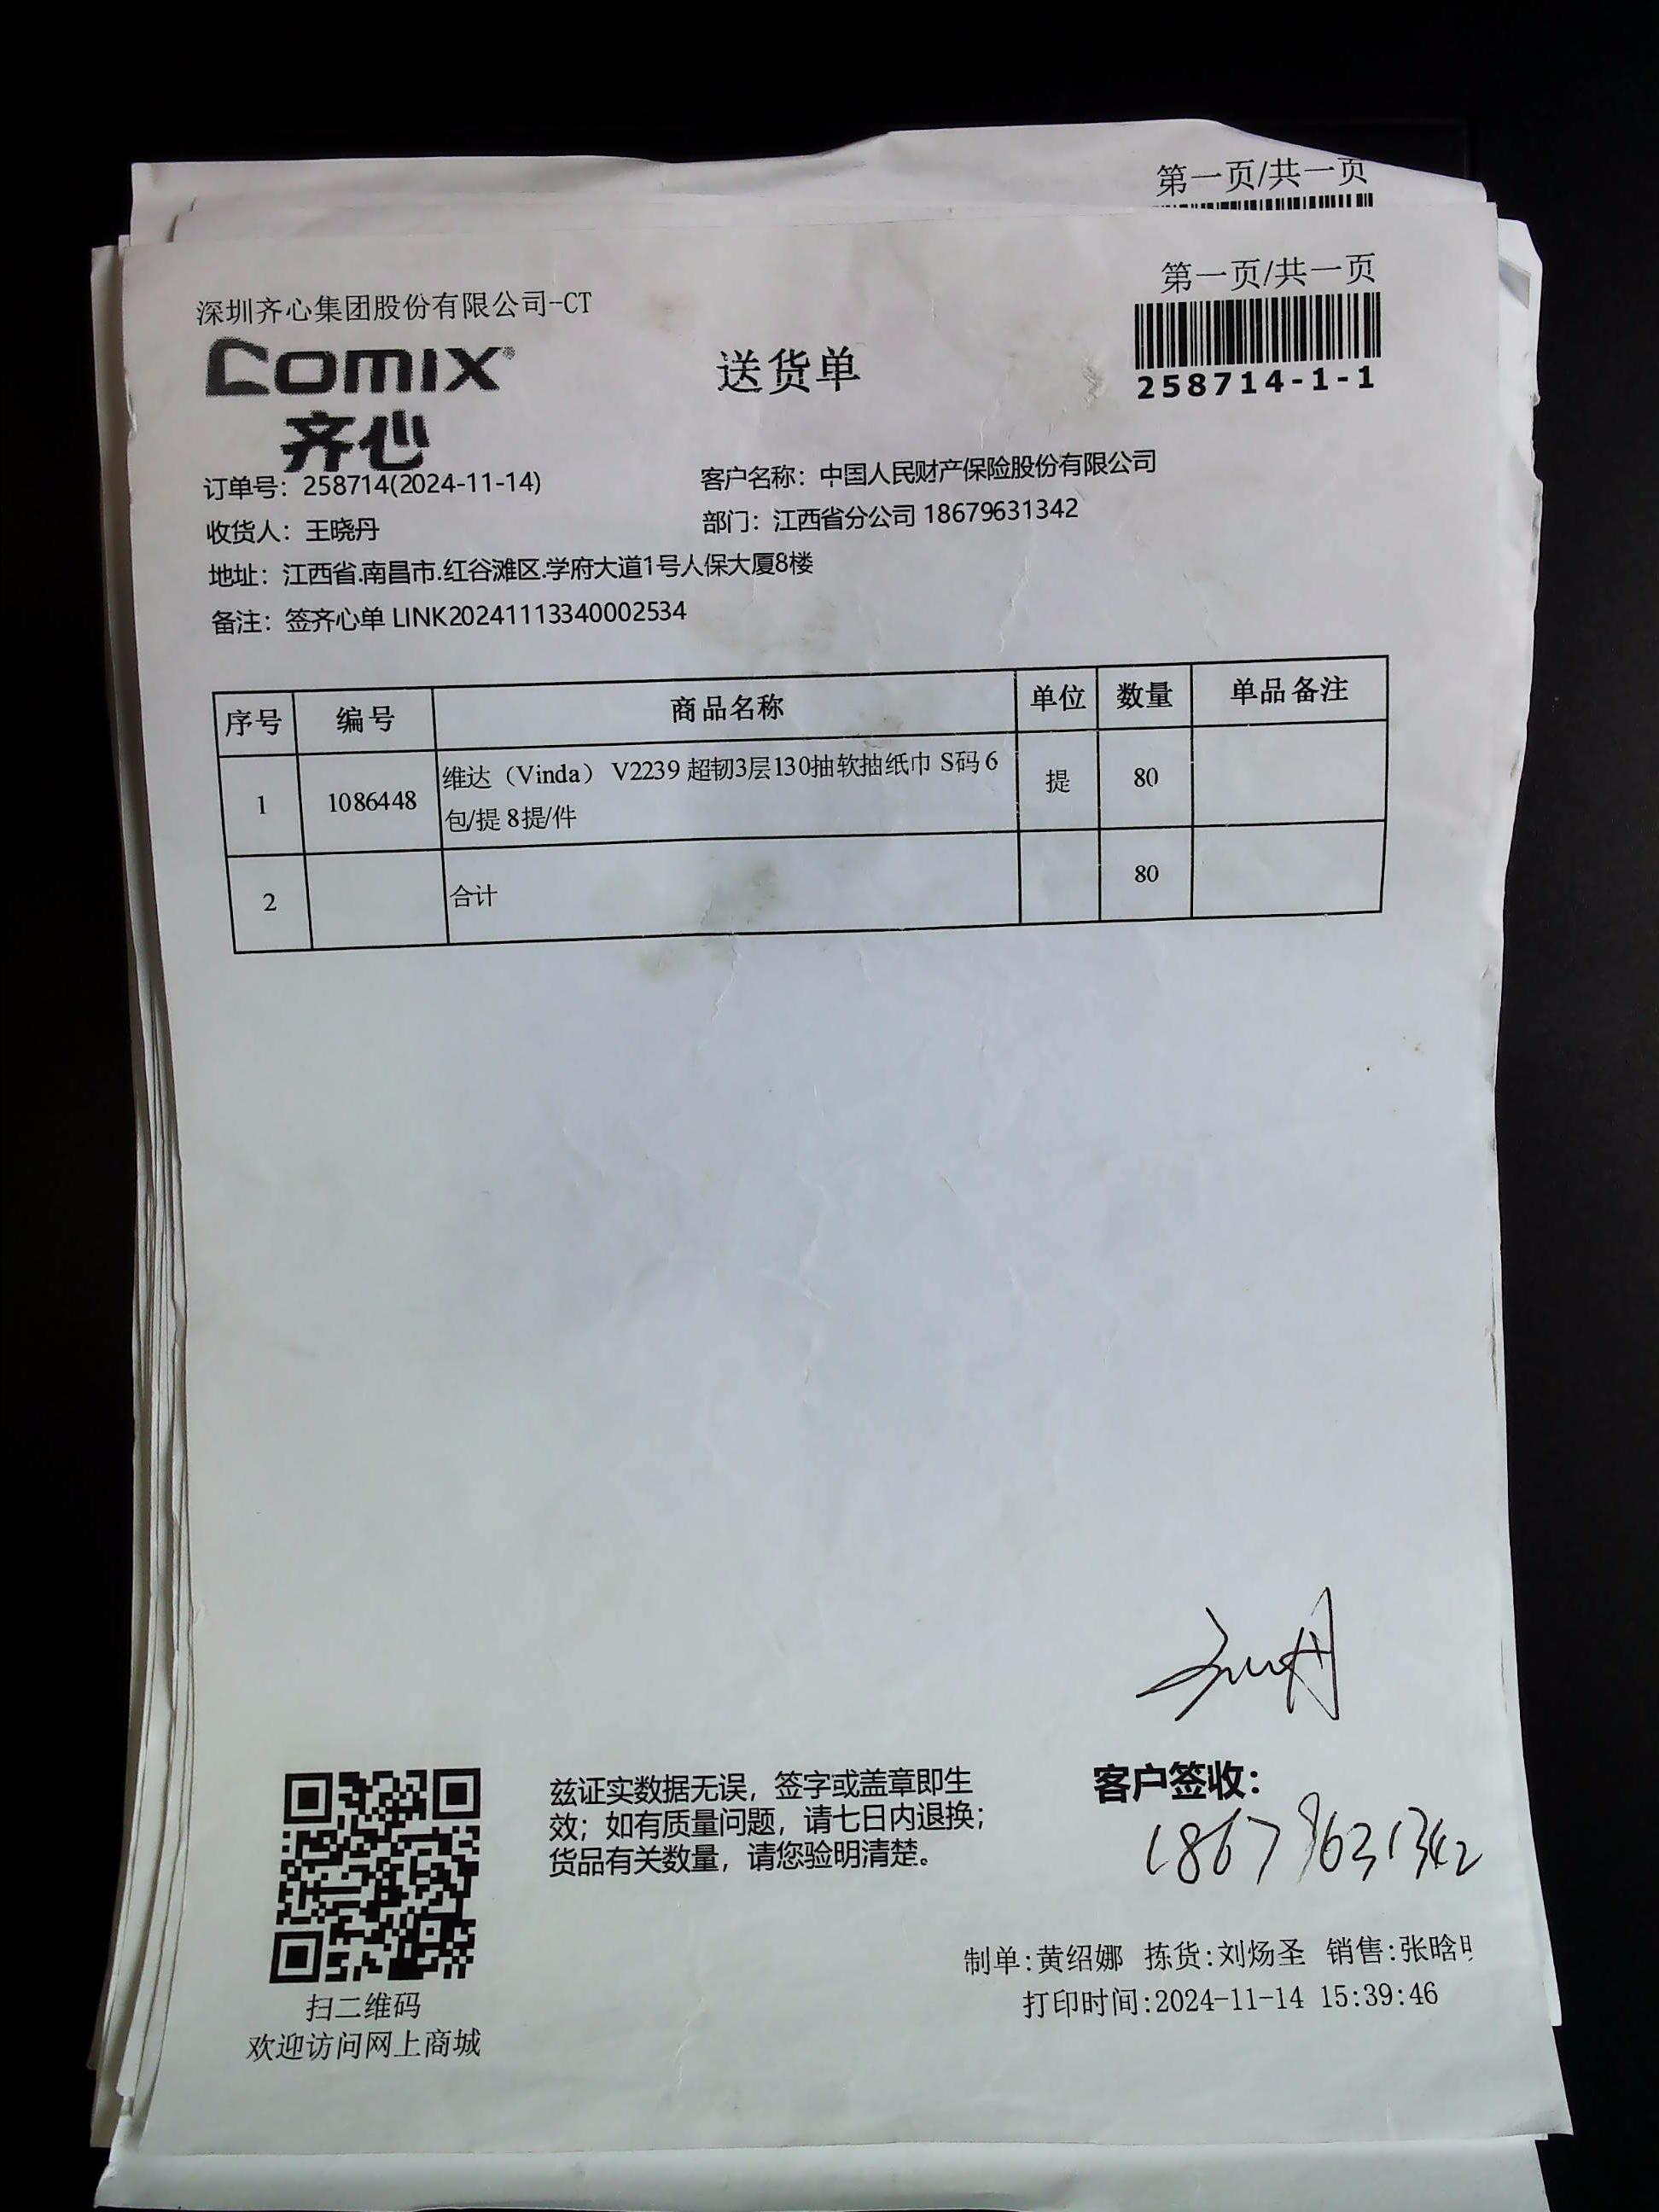 第一页/共一页
第一页/共一页
深圳齐心集团股份有限公司-CT
COMIX
齐心
送货单
258714-1-1
订单号：258714(2024-11-14)
客户名称：中国人民财产保险股份有限公司
收货人：王晓丹
部门：江西省分公司 18679631342
地址：江西省.南昌市.红谷滩区.学府大道1号人保大厦8楼
备注：签齐心单 LINK20241113340002534
序号 编号 商品名称 单位 数量 单品备注
1 1086448 维达（Vinda） V2239 超韧3层130抽软抽纸巾 S码 6
包/提 8提/件 提 80
2 合计 80
兹证实数据无误，签字或盖章即生
效；如有质量问题，请七日内退换；
货品有关数量，请您验明清楚。
客户签收：
18679631342
制单:黄绍娜 拣货:刘炀圣 销售:张晗
打印时间:2024-11-14 15:39:46
扫二维码
欢迎访问网上商城